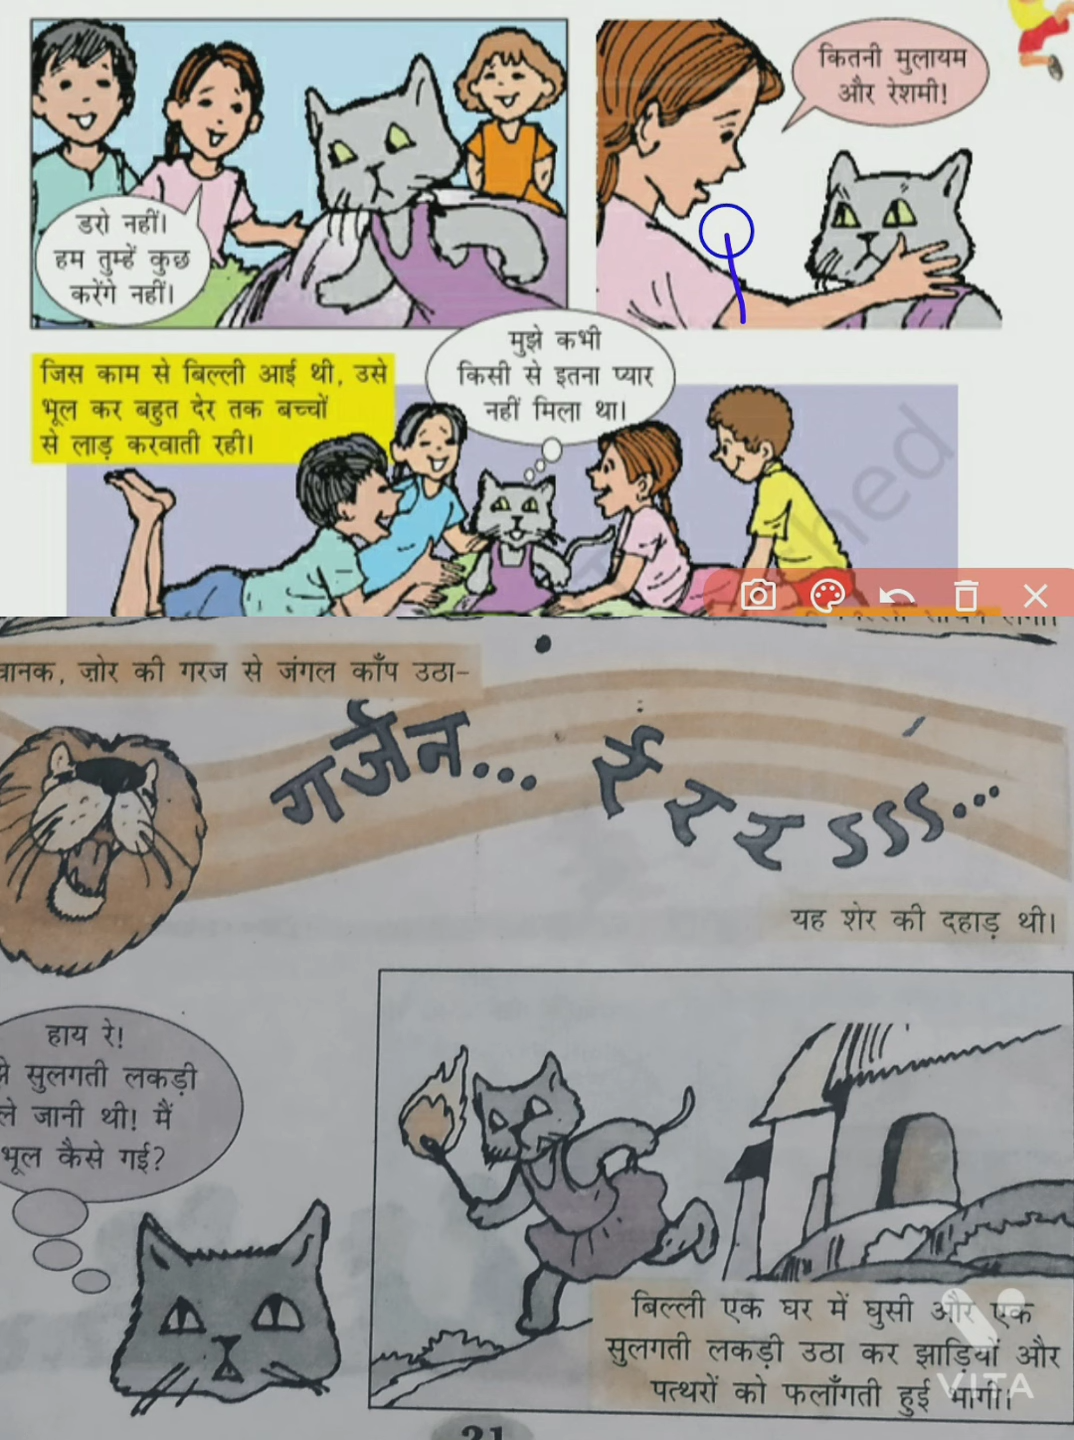 डरो नहीं।
हम तुम्हें कुछ
करेंगे नहीं।
कितनी मुलायम
और रेशमी!
जिस काम से बिल्ली आई थी, उसे
भूल कर बहुत देर तक बच्चों
से लाड़ करवाती रही।
मुझे कभी
किसी से इतना प्यार
नहीं मिला था।
hed
ज़ोर की गरज से जंगल काँप उठा-
गर्जन... र्र र र ऽऽऽ...
यह शेर की दहाड़ थी।
हाय रे!
सुलगती लकड़ी
ले जानी थी! मैं
भूल कैसे गई?
बिल्ली एक घर में घुसी और एक
सुलगती लकड़ी उठा कर झाड़ियों और
पत्थरों को फलाँगती हुई भागी।
VITA